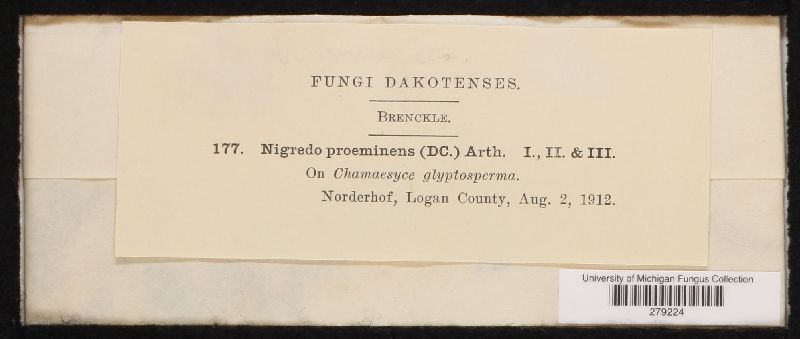 FUNGI DAKOTENSES.
BRENCKLE.
177. Nigredo proeminens (DC.) Arth. I., II. & III.
On Chamaesyce glyptosperma.
Norderhof, Logan County, Aug. 2, 1912.
University of Michigan Fungus Collection
279224